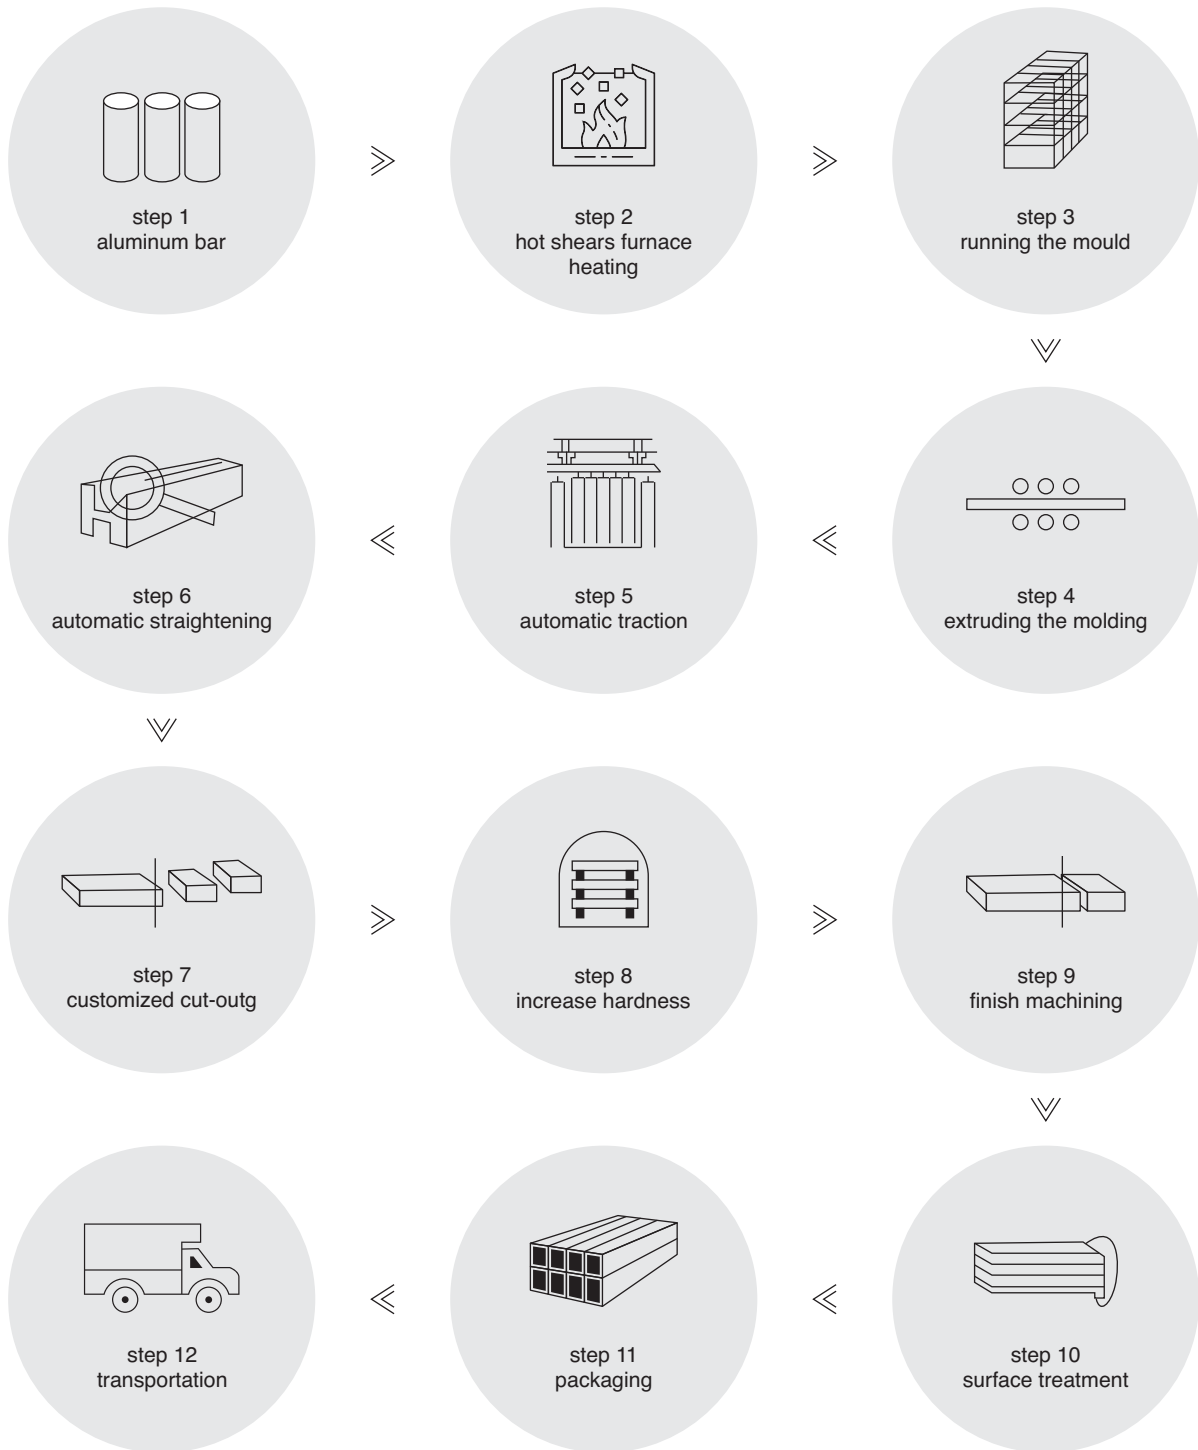 step 1
aluminum bar
step 2
hot shears furnace
heating
step 3
running the mould
step 4
extruding the molding
step 5
automatic traction
step 6
automatic straightening
step 7
customized cut-outg
step 8
increase hardness
step 9
finish machining
step 10
surface treatment
step 11
packaging
step 12
transportation